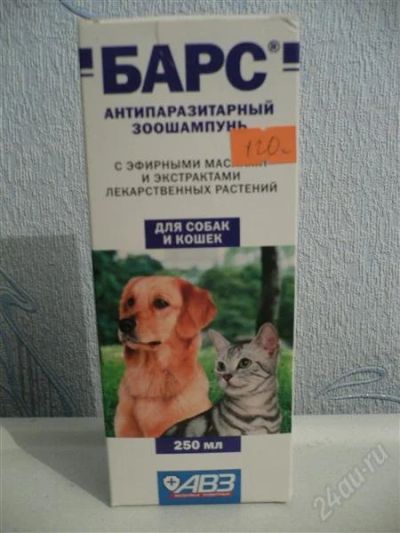 БАРС®
АНТИПАРАЗИТАРНЫЙ
ЗООШАМПУНЬ
120
С ЭФИРНЫМИ МАСЛАМИ
И ЭКСТРАКТАМИ
ЛЕКАРСТВЕННЫХ РАСТЕНИЙ
ДЛЯ СОБАК
И КОШЕК
250 мл
АВЗ
24au.ru